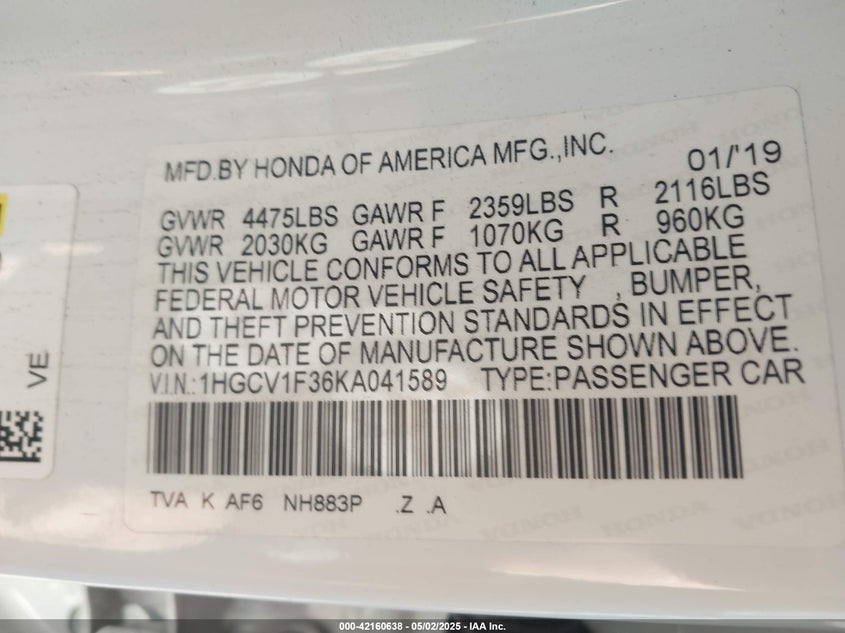 MFD.BY HONDA OF AMERICA MFG.,INC. 01/'19
GVWR 4475LBS GAWR F 2359LBS R 2116LBS
GVWR 2030KG GAWR F 1070KG R 960KG
THIS VEHICLE CONFORMS TO ALL APPLICABLE
FEDERAL MOTOR VEHICLE SAFETY , BUMPER,
AND THEFT PREVENTION STANDARDS IN EFFECT
ON THE DATE OF MANUFACTURE SHOWN ABOVE.
V.I.N.:1HGCV1F36KA041589 TYPE:PASSENGER CAR
TVA K AF6 NH883P .Z .A
VE
HONDA HONDA HONDA
000-42160638 - 05/02/2025 - IAA Inc.